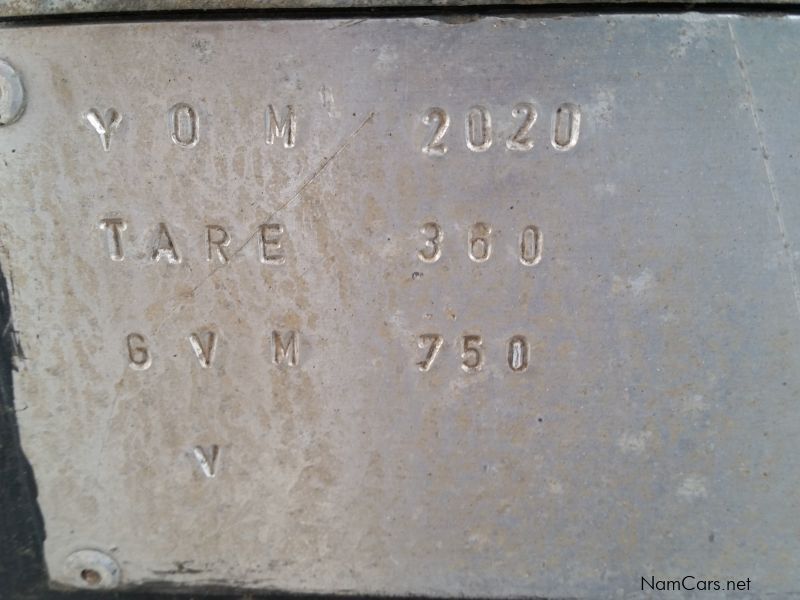 YOM 2020
TARE 360
GVM 750
V
NamCars.net